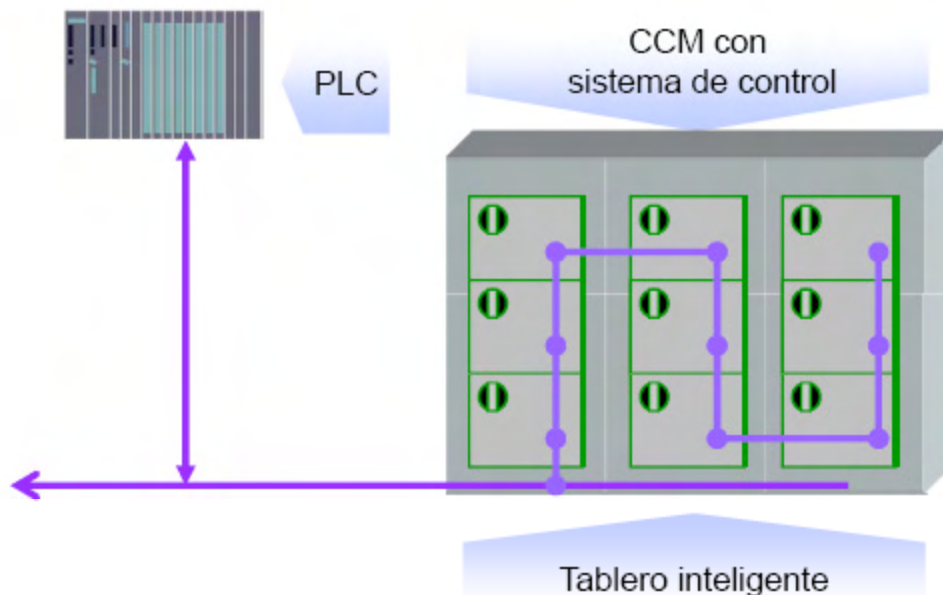 PLC
CCM con
sistema de control
Tablero inteligente